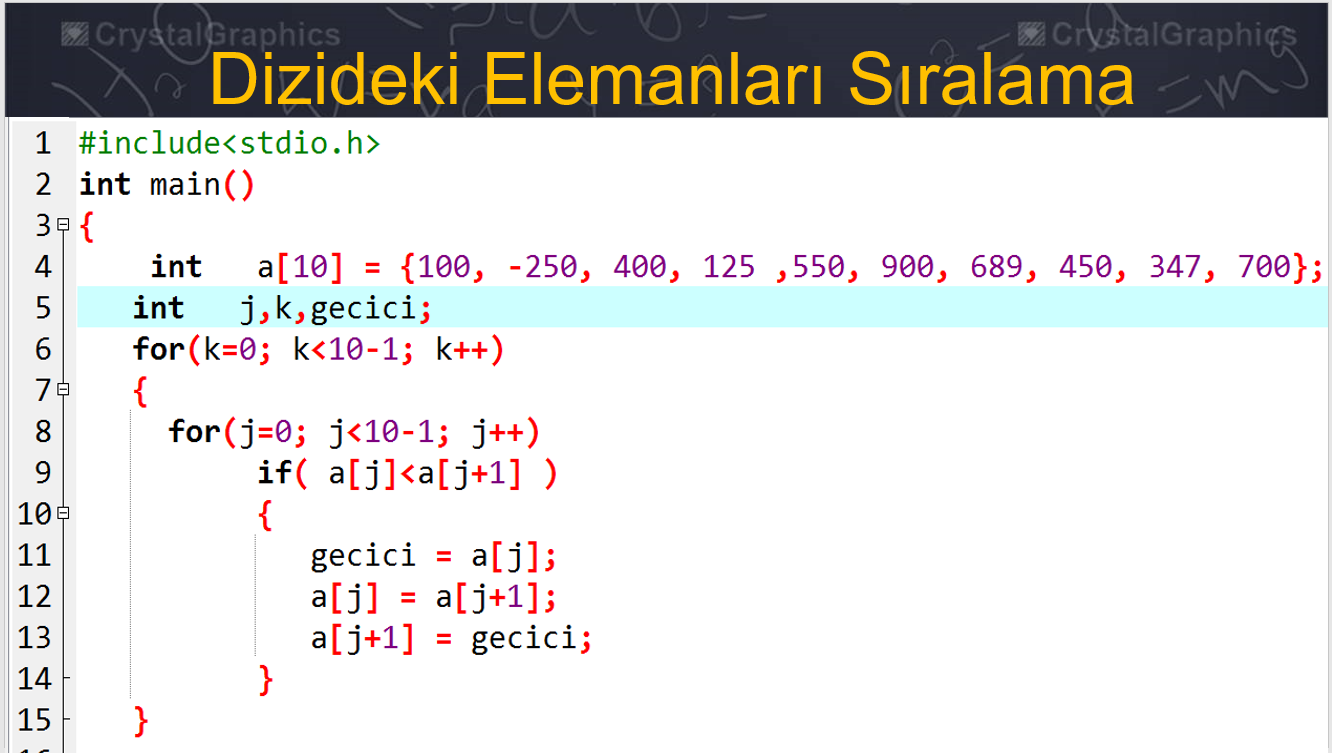 CrystalGraphics CrystalGraphics
Dizideki Elemanları Sıralama
1 #include<stdio.h>
2 int main()
3 {
4 int a[10] = {100, -250, 400, 125 ,550, 900, 689, 450, 347, 700};
5 int j,k,gecici;
6 for(k=0; k<10-1; k++)
7 {
8 for(j=0; j<10-1; j++)
9 if( a[j]<a[j+1] )
10 {
11 gecici = a[j];
12 a[j] = a[j+1];
13 a[j+1] = gecici;
14 }
15 }